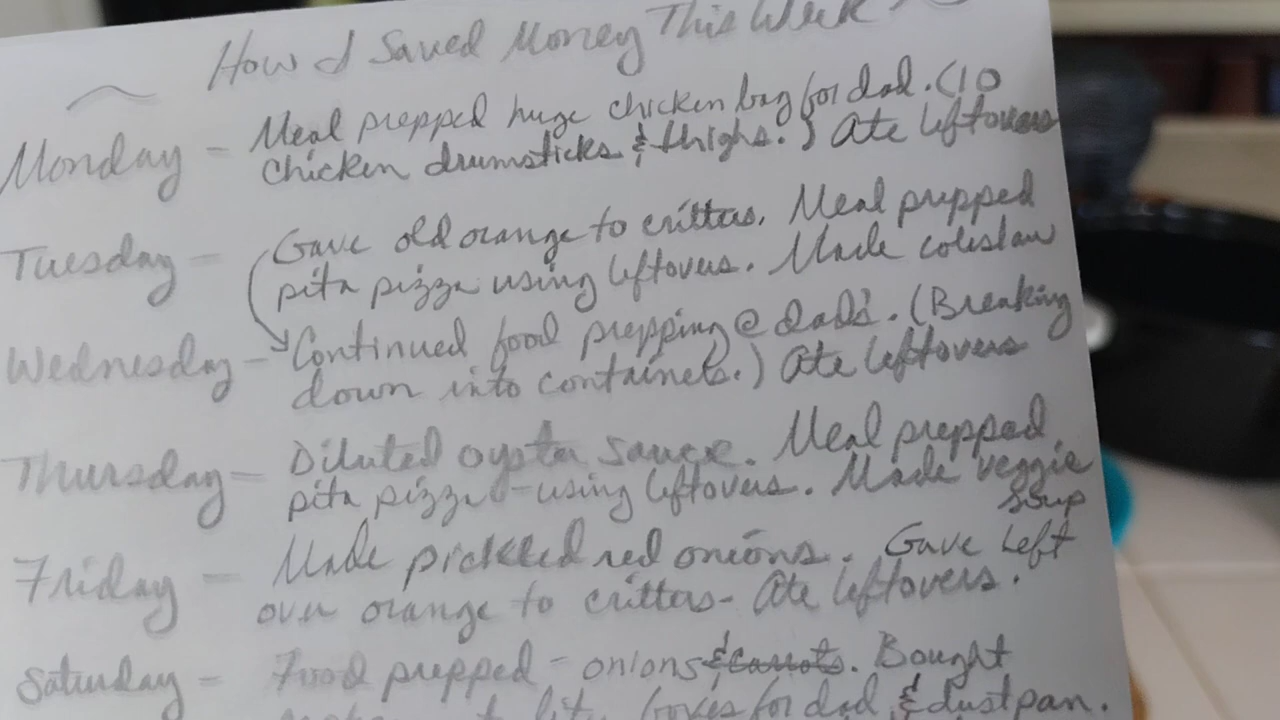 How I Saved Money This Week
Monday - Meal prepped huge chicken bag for dad. (10
chicken drumsticks & thighs.) Ate leftovers
Tuesday - Gave old orange to critters. Meal prepped
pita pizza using leftovers. Made coleslaw
Wednesday - Continued food prepping @ dad's. (Breaking
down into containers.) Ate leftovers
Thursday - Diluted oyster sauce. Meal prepped
pita pizza - using leftovers. Made veggie
soup
Friday - Made pickled red onions. Gave left
over orange to critters - Ate leftovers.
Saturday - Food prepped - onions & carrots. Bought
boxes for dad & dustpan.